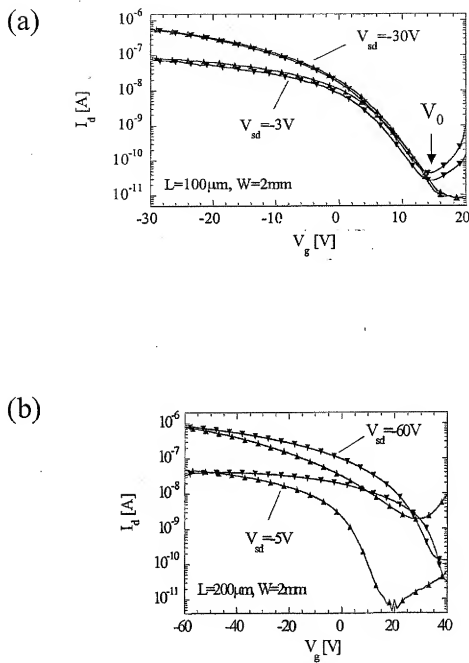 (a)
10⁻⁶
10⁻⁷
10⁻⁸
10⁻⁹
10⁻¹⁰
10⁻¹¹
I_d [A]
V_sd=-30V
V_sd=-3V
V_0
L=100μm, W=2mm
-30 -20 -10 0 10 20
V_g [V]
(b)
10⁻⁶
10⁻⁷
10⁻⁸
10⁻⁹
10⁻¹⁰
10⁻¹¹
I_d [A]
V_sd=-60V
V_sd=-5V
L=200μm, W=2mm
-60 -40 -20 0 20 40
V_g [V]